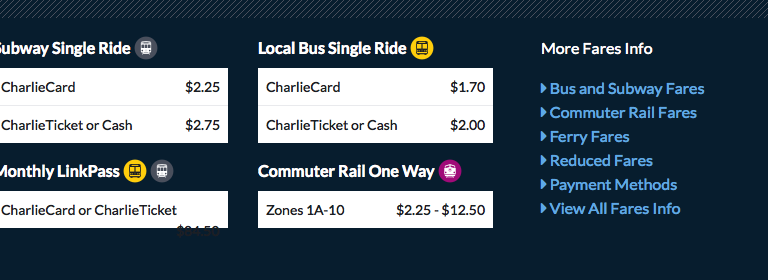 Subway Single Ride
CharlieCard $2.25
CharlieTicket or Cash $2.75
Monthly LinkPass
CharlieCard or CharlieTicket
Local Bus Single Ride
CharlieCard $1.70
CharlieTicket or Cash $2.00
Commuter Rail One Way
Zones 1A-10 $2.25 - $12.50
More Fares Info
Bus and Subway Fares
Commuter Rail Fares
Ferry Fares
Reduced Fares
Payment Methods
View All Fares Info